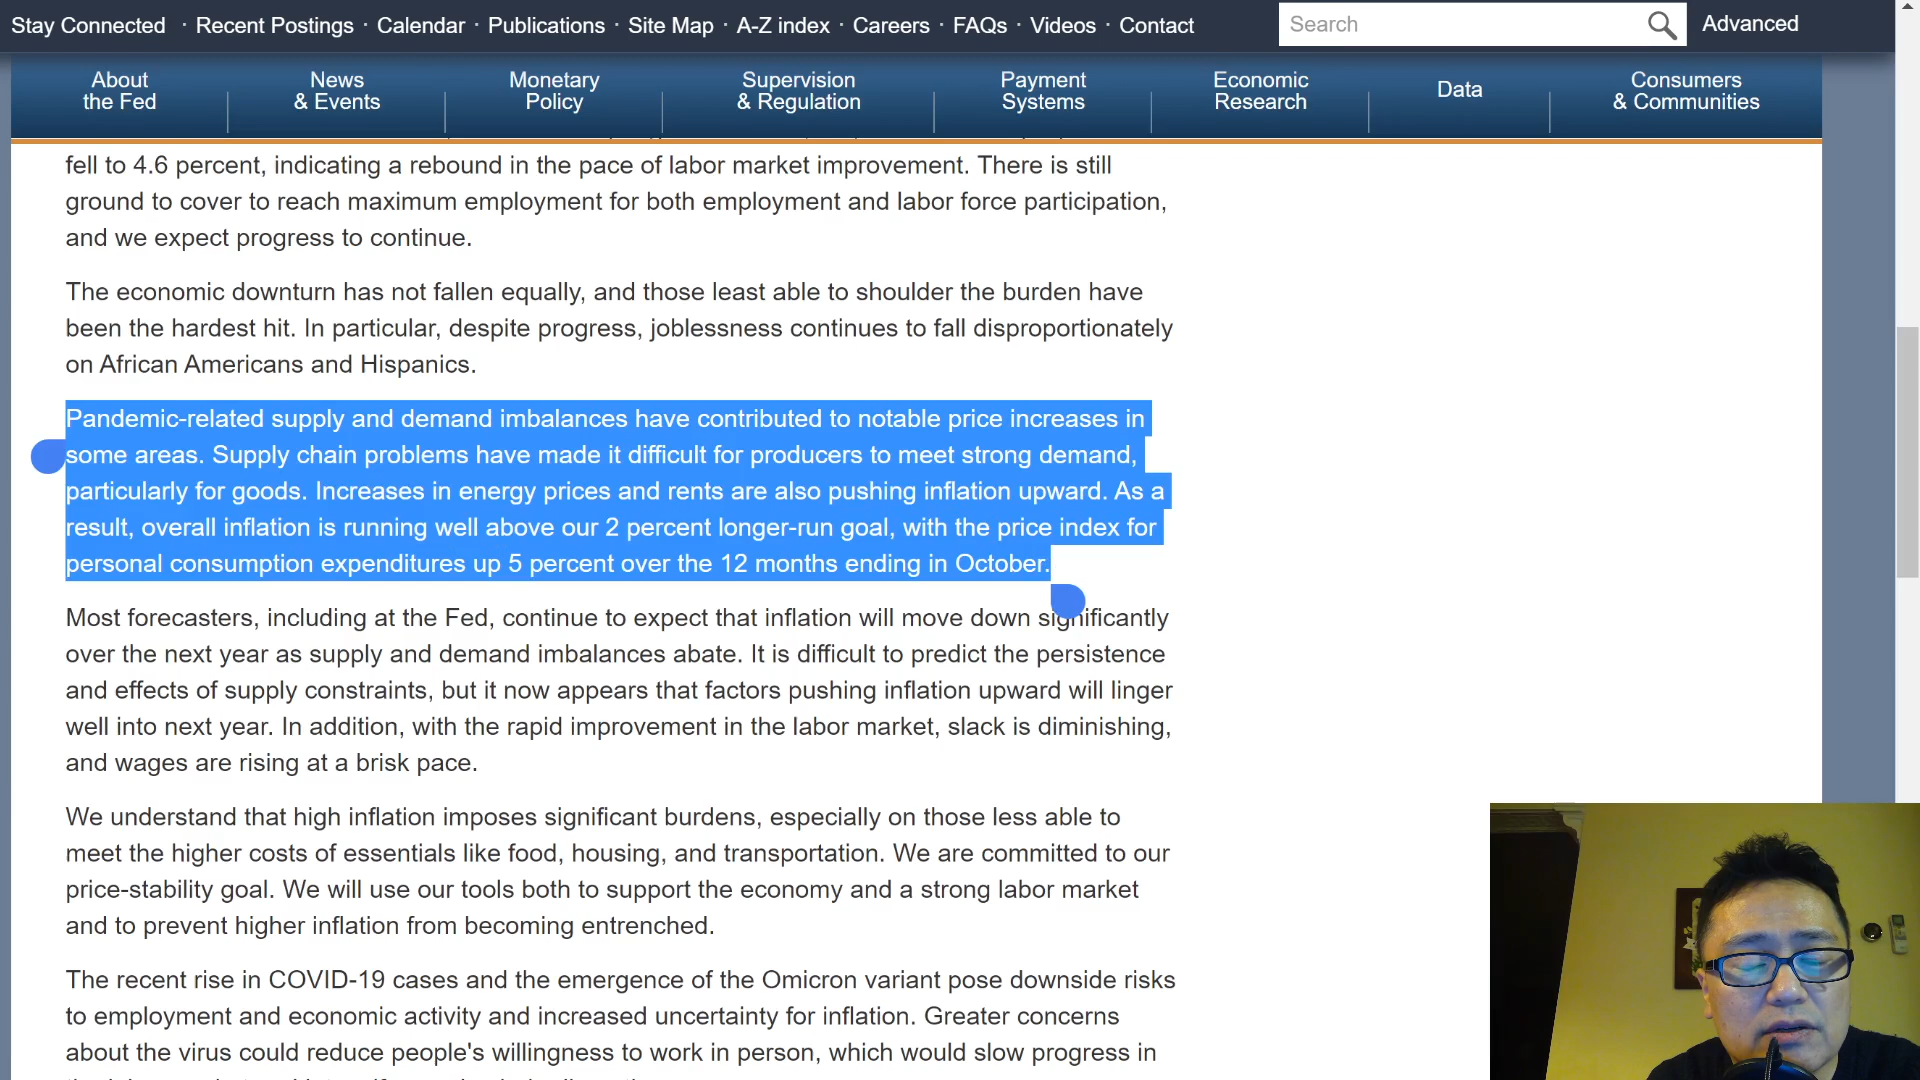 Stay Connected · Recent Postings · Calendar · Publications · Site Map · A-Z index · Careers · FAQs · Videos · Contact
Search
Advanced
About
the Fed
News
& Events
Monetary
Policy
Supervision
& Regulation
Payment
Systems
Economic
Research
Data
Consumers
& Communities
fell to 4.6 percent, indicating a rebound in the pace of labor market improvement. There is still
ground to cover to reach maximum employment for both employment and labor force participation,
and we expect progress to continue.
The economic downturn has not fallen equally, and those least able to shoulder the burden have
been the hardest hit. In particular, despite progress, joblessness continues to fall disproportionately
on African Americans and Hispanics.
Pandemic-related supply and demand imbalances have contributed to notable price increases in
some areas. Supply chain problems have made it difficult for producers to meet strong demand,
particularly for goods. Increases in energy prices and rents are also pushing inflation upward. As a
result, overall inflation is running well above our 2 percent longer-run goal, with the price index for
personal consumption expenditures up 5 percent over the 12 months ending in October.
Most forecasters, including at the Fed, continue to expect that inflation will move down significantly
over the next year as supply and demand imbalances abate. It is difficult to predict the persistence
and effects of supply constraints, but it now appears that factors pushing inflation upward will linger
well into next year. In addition, with the rapid improvement in the labor market, slack is diminishing,
and wages are rising at a brisk pace.
We understand that high inflation imposes significant burdens, especially on those less able to
meet the higher costs of essentials like food, housing, and transportation. We are committed to our
price-stability goal. We will use our tools both to support the economy and a strong labor market
and to prevent higher inflation from becoming entrenched.
The recent rise in COVID-19 cases and the emergence of the Omicron variant pose downside risks
to employment and economic activity and increased uncertainty for inflation. Greater concerns
about the virus could reduce people's willingness to work in person, which would slow progress in